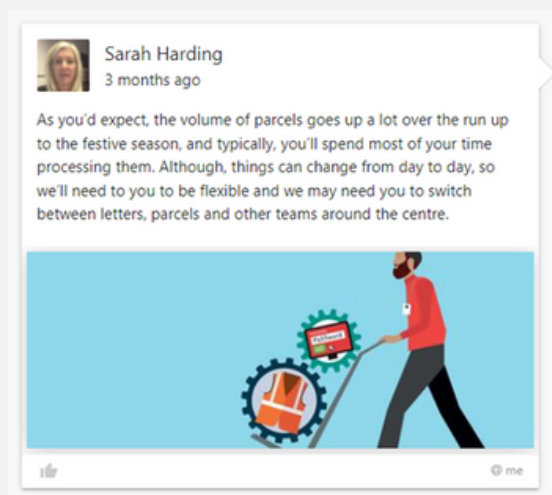 Sarah Harding
3 months ago
As you'd expect, the volume of parcels goes up a lot over the run up
to the festive season, and typically, you'll spend most of your time
processing them. Although, things can change from day to day, so
we'll need to you to be flexible and we may need you to switch
between letters, parcels and other teams around the centre.
Password
@ me